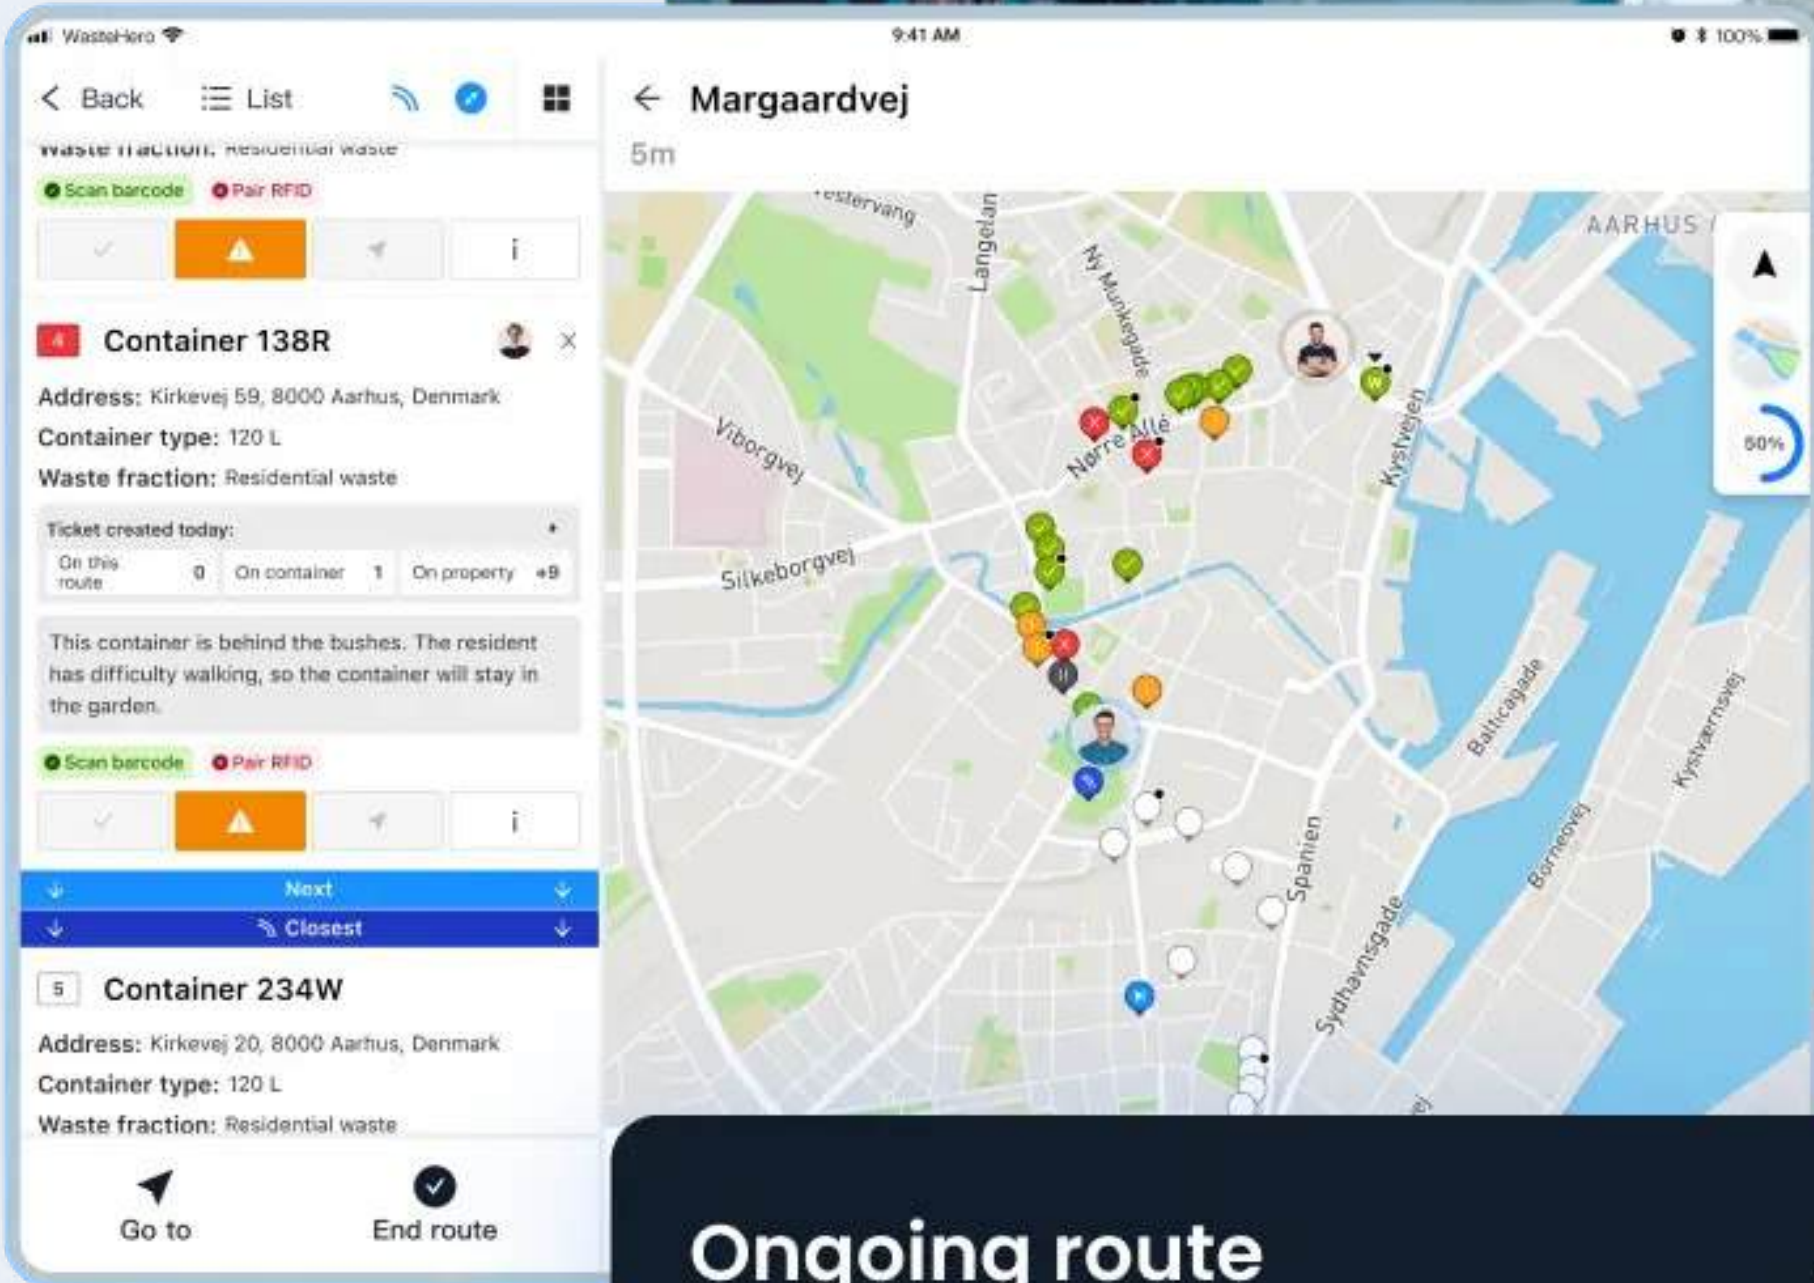 WasteHero
9:41 AM
100%
Back
List
Waste fraction: Residential waste
Scan barcode
Pair RFID
i
4
Container 138R
Address: Kirkevej 59, 8000 Aarhus, Denmark
Container type: 120 L
Waste fraction: Residential waste
Ticket created today:
On this route 0
On container 1
On property +9
This container is behind the bushes. The resident
has difficulty walking, so the container will stay in
the garden.
Scan barcode
Pair RFID
i
Next
Closest
5
Container 234W
Address: Kirkevej 20, 8000 Aarhus, Denmark
Container type: 120 L
Waste fraction: Residential waste
Go to
End route
Margaardvej
5m
Langelan
AARHUS
Ny Munkegade
W
50%
Nørre Allé
Viborgvej
Kystvejen
Silkeborgvej
Balticagade
Kystværnsvej
Spanien
Borneovej
Sydhavnsgade
Ongoing route